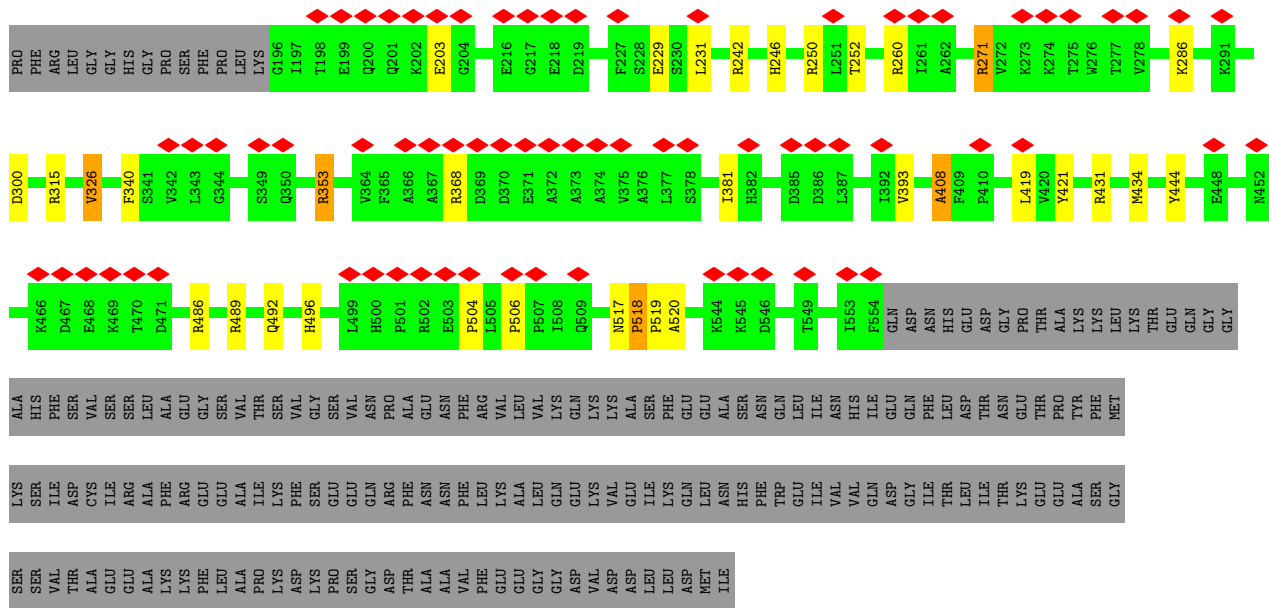 PRO PHE ARG LEU GLY GLY HIS GLY PRO SER PHE PRO LEU LYS G196 I197 T198 E199 Q200 Q201 K202 E203 G204 E216 G217 E218 D219 F227 S228 E229 S230 L231 R242 H246 R250 L251 T252 R260 I261 A262 R271 V272 K273 K274 T275 W276 T277 V278 K286 K291
D300 R315 V326 F340 S341 V342 L343 G344 S349 Q350 R353 V364 F365 A366 A367 R368 D369 D370 E371 A372 A373 A374 V375 A376 L377 S378 I381 H382 D385 D386 L387 I392 V393 A408 F409 P410 L419 V420 Y421 R431 M434 Y444 E448 N452
K466 D467 E468 K469 T470 D471 R486 R489 Q492 H496 L499 H500 P501 R502 E503 P504 L505 P506 P507 I508 Q509 N517 P518 P519 A520 K544 K545 D546 T549 I553 F554 GLN ASP ASN HIS GLU ASP GLY PRO THR ALA LYS LYS LEU LYS THR GLU GLN GLY GLY
ALA HIS PHE SER VAL SER SER LEU ALA GLU GLY SER VAL THR SER VAL GLY SER VAL ASN PRO ALA GLU ASN PHE ARG VAL LEU VAL LYS GLN LYS LYS ALA SER PHE GLU GLU ALA SER ASN GLN LEU ILE ASN HIS ILE GLU GLN PHE LEU ASP THR ASN GLU THR PRO TYR PHE MET
LYS SER ILE ASP CYS ILE ARG ALA PHE ARG GLU GLU ALA ILE LYS PHE SER GLU GLU GLN ARG PHE ASN ASN PHE LEU LYS ALA LEU GLN GLU LYS VAL GLU ILE LYS GLN LEU ASN HIS PHE TRP GLU ILE VAL VAL GLN ASP GLY ILE THR LEU ILE THR LYS GLU GLU ALA SER GLY
SER SER VAL THR ALA GLU GLU ALA LYS LYS PHE LEU ALA PRO LYS ASP LYS PRO SER GLY ASP THR ALA ALA VAL PHE GLU GLU GLY GLY ASP VAL ASP ASP LEU LEU ASP MET ILE